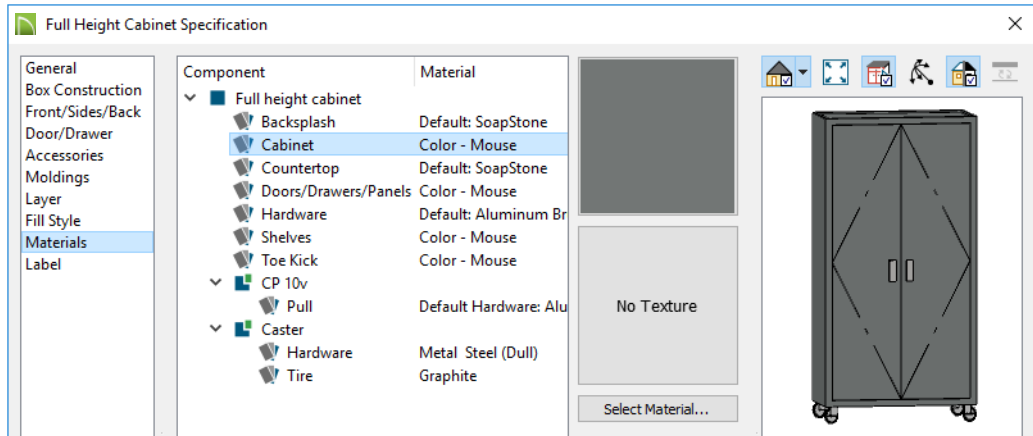 Full Height Cabinet Specification
General
Box Construction
Front/Sides/Back
Door/Drawer
Accessories
Moldings
Layer
Fill Style
Materials
Label
Component Material
Full height cabinet
Backsplash Default: SoapStone
Cabinet Color - Mouse
Countertop Default: SoapStone
Doors/Drawers/Panels Color - Mouse
Hardware Default: Aluminum Br
Shelves Color - Mouse
Toe Kick Color - Mouse
CP 10v
Pull Default Hardware: Alu
Caster
Hardware Metal Steel (Dull)
Tire Graphite
No Texture
Select Material...